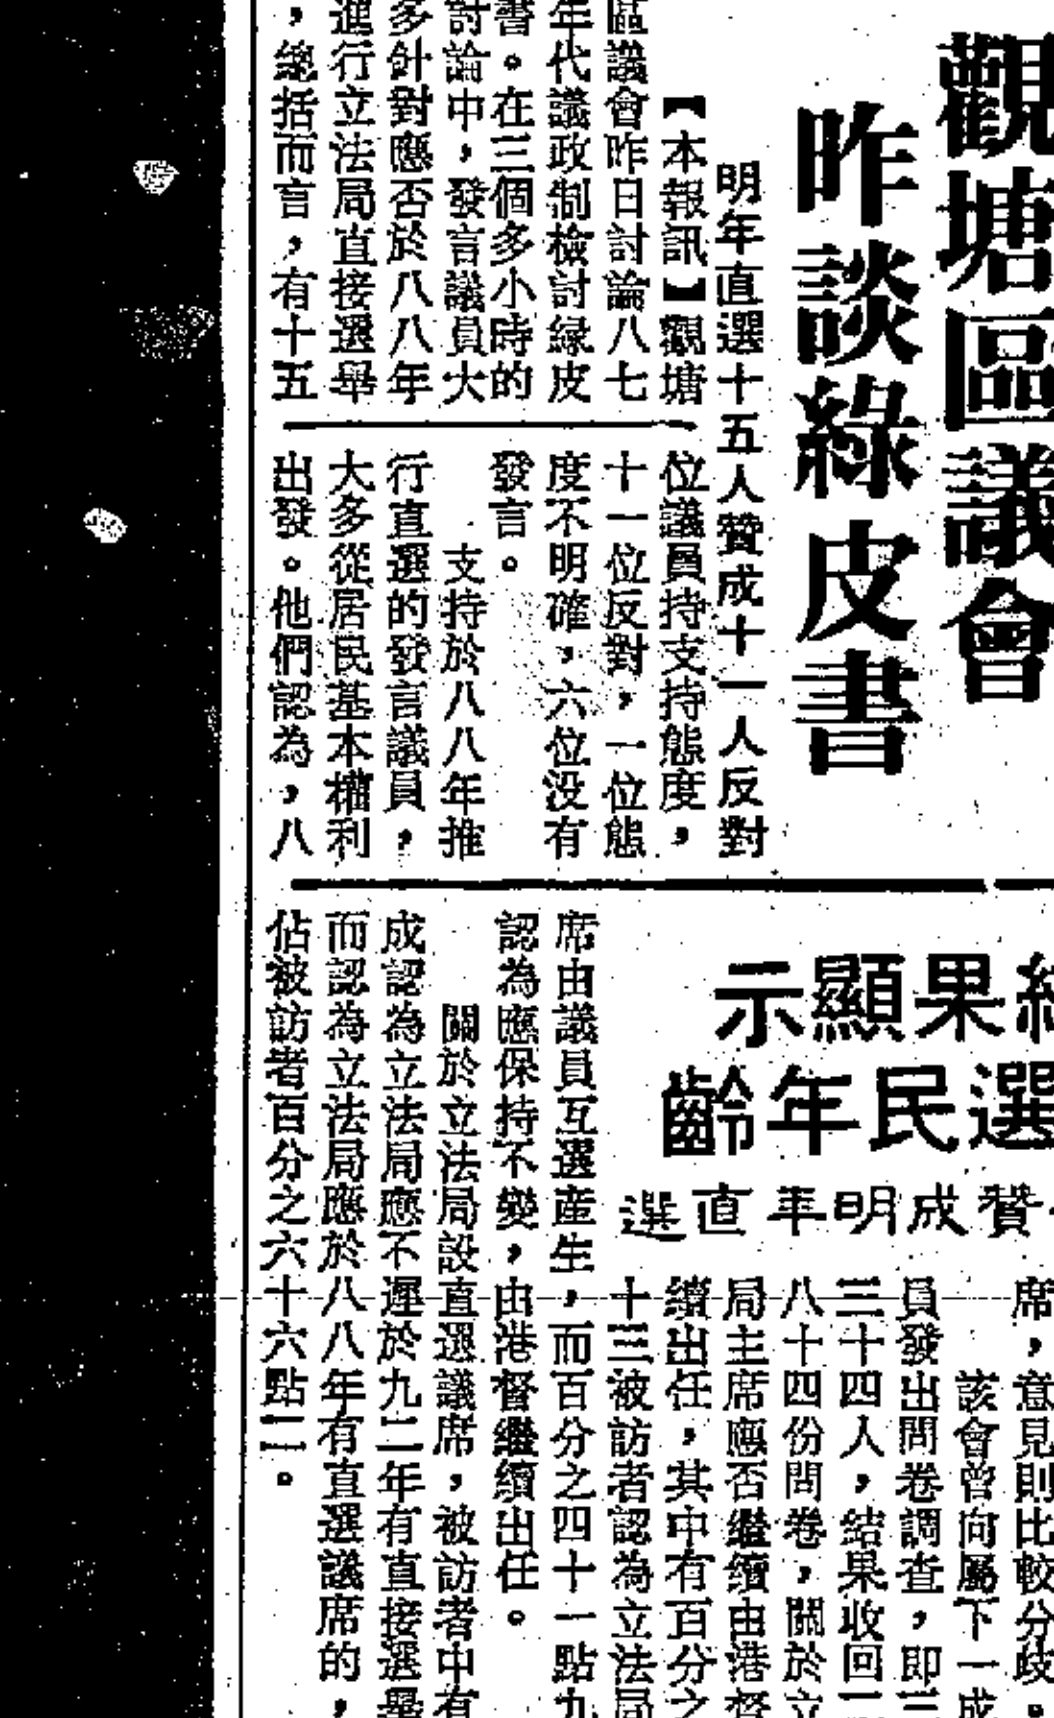 觀塘區議會
昨談綠皮書
明年直選十五人贊成十一人反對
【本報訊】觀塘
區議會昨日討論八七
年代議政制檢討綠皮
書。在三個多小時的
討論中，發言議員大
多針對應否於八八年
進行立法局直接選舉
，總括而言，有十五
位議員持支持態度，
十一位反對，一位態
度不明確，六位没有
發言。
支持於八八年推
行直選的發言議員，
大多從居民基本權利
出發。他們認為，八
果顯示
選民年齡
贊成明年直選
席，意見則比較分歧。
該會曾向屬下一成
員發出問卷調查，即三
三十四人，結果收回
八十四份問卷，關於立
局主席應否繼續由港督
續出任，其中有百分之
十三被訪者認為立法局
席由議員互選產生，而百分之四十一點九
認為應保持不變，由港督繼續出任。
關於立法局設直選議席，被訪者中有
成認為立法局應不遲於九二年有直接選舉
而認為立法局應於八八年有直選議席的，
佔被訪者百分之六十六點二。